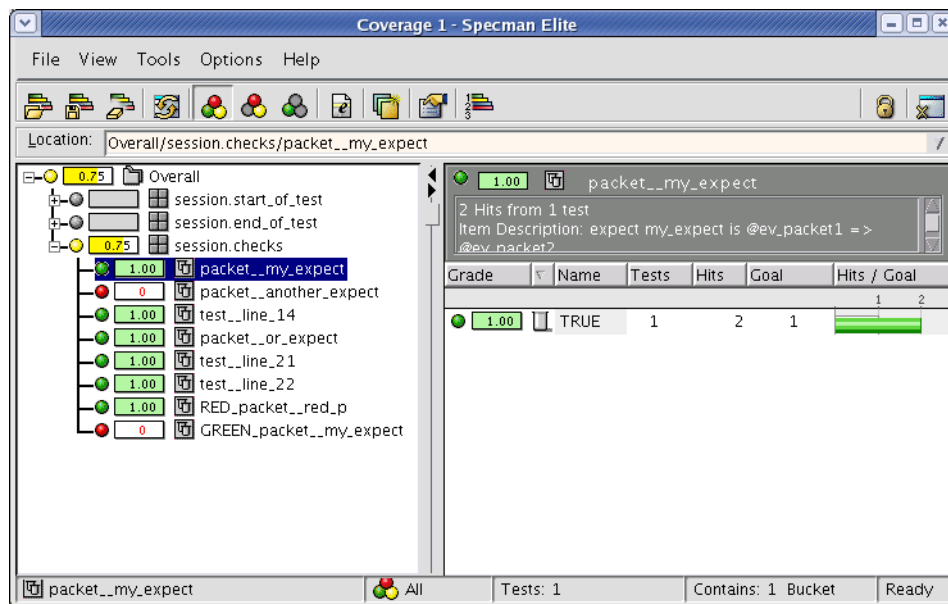 Coverage 1 - Specman Elite
File View Tools Options Help
Location: Overall/session.checks/packet__my_expect
0.75 Overall
session.start_of_test
session.end_of_test
0.75 session.checks
1.00 packet__my_expect
0 packet__another_expect
1.00 test__line_14
1.00 packet__or_expect
1.00 test__line_21
1.00 test__line_22
1.00 RED_packet__red_p
0 GREEN_packet__my_expect
1.00 packet__my_expect
2 Hits from 1 test
Item Description: expect my_expect is @ev_packet1 =>
@ev_packet2
Grade Name Tests Hits Goal Hits / Goal
1 2
1.00 TRUE 1 2 1
packet__my_expect All Tests: 1 Contains: 1 Bucket Ready